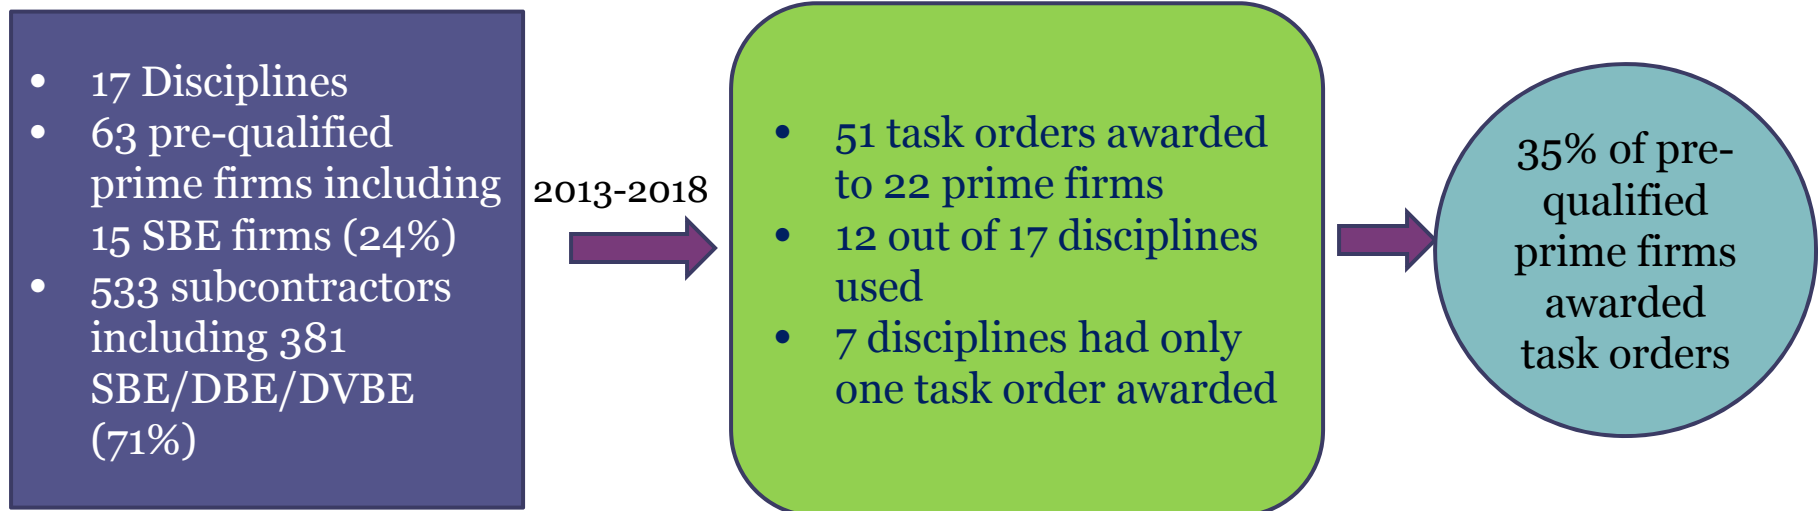 • 17 Disciplines
• 63 pre-qualified
prime firms including
15 SBE firms (24%)
• 533 subcontractors
including 381
SBE/DBE/DVBE
(71%)
2013-2018
• 51 task orders awarded
to 22 prime firms
• 12 out of 17 disciplines
used
• 7 disciplines had only
one task order awarded
35% of pre-
qualified
prime firms
awarded
task orders